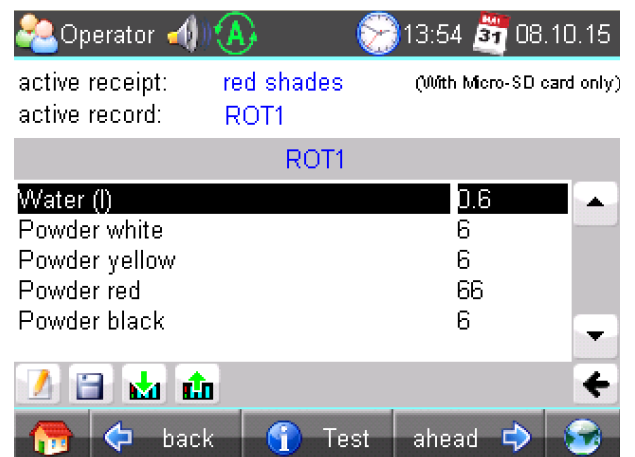 Operator A 13:54 31 08.10.15
active receipt: red shades (With Micro-SD card only)
active record: ROT1
ROT1
Water (l) 0.6
Powder white 6
Powder yellow 6
Powder red 66
Powder black 6
back i Test ahead